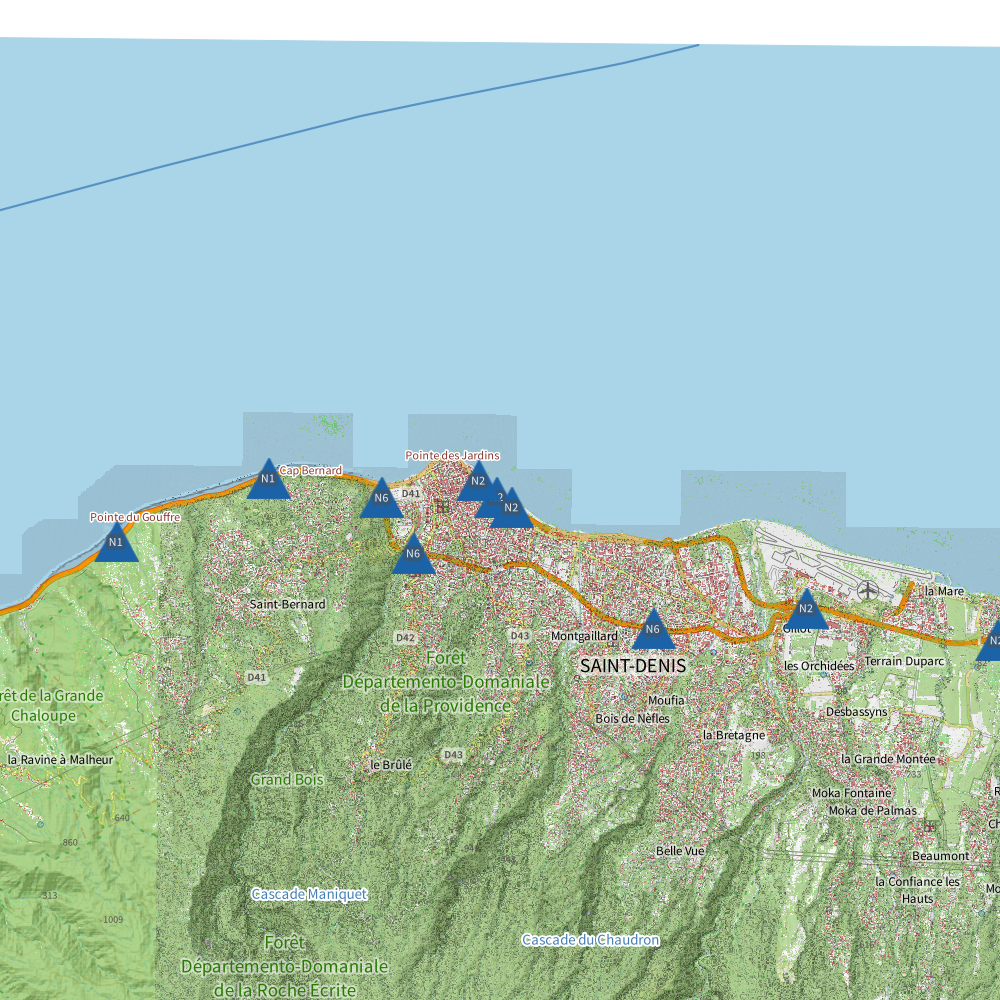 Pointe des Jardins
Cap Bernard
N1
N2
N6
D41
2
N2
Pointe du Gouffre
N1
N6
la Mare
Saint-Bernard
N2
N6
Gillot
D42
D43
Montgaillard
N2
SAINT-DENIS
Forêt
Départemento-Domaniale
de la Providence
les Orchidées
Terrain Duparc
D41
rêt de la Grande
Chaloupe
Moufia
Bois de Nèfles
Desbassyns
la Bretagne
la Ravine à Malheur
le Brûlé
D43
198
la Grande Montée
233
Grand Bois
Moka Fontaine
Moka de Palmas
640
860
Belle Vue
Beaumont
la Confiance les
Hauts
313
Cascade Maniquet
1009
Cascade du Chaudron
Forêt
Départemento-Domaniale
de la Roche Écrite